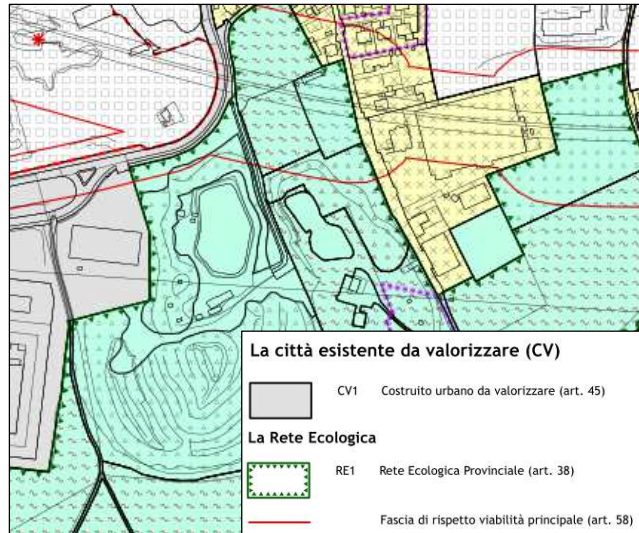 La città esistente da valorizzare (CV)
CV1 Costruito urbano da valorizzare (art. 45)
La Rete Ecologica
RE1 Rete Ecologica Provinciale (art. 38)
Fascia di rispetto viabilità principale (art. 58)